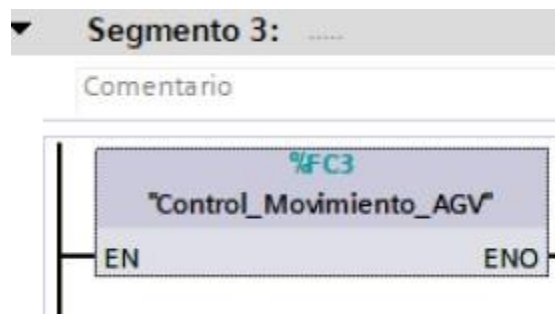 Segmento 3: .....
Comentario
%FC3
"Control_Movimiento_AGV"
EN ENO